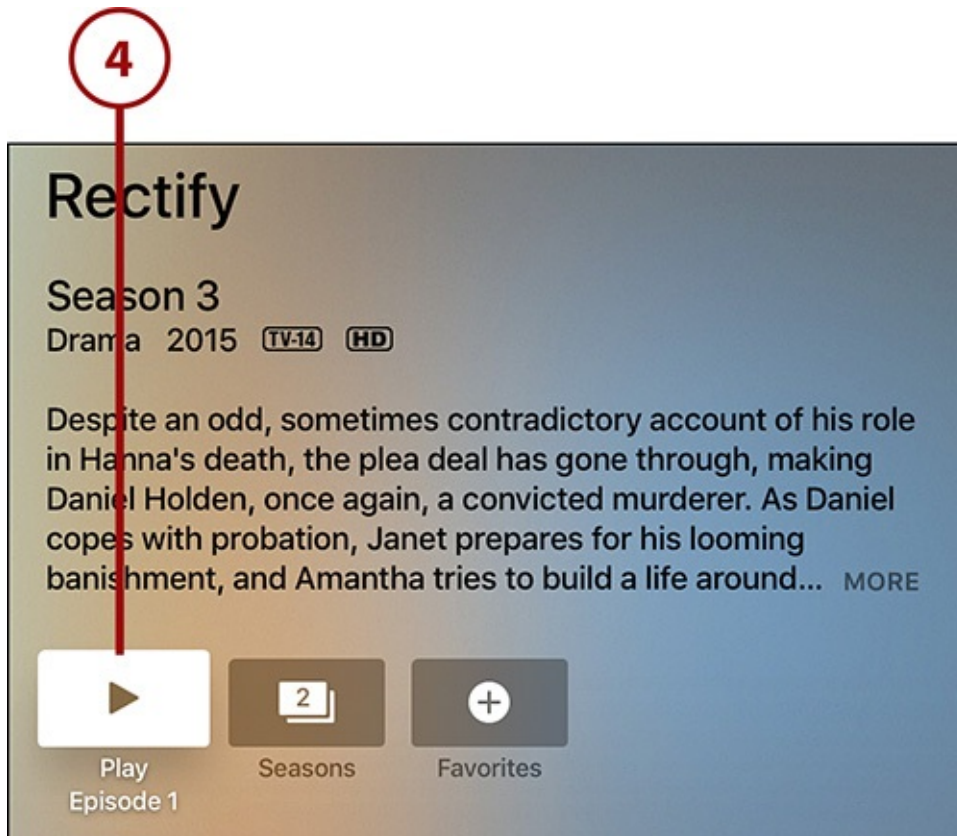 4
Rectify
Season 3
Drama 2015 TV-14 HD
Despite an odd, sometimes contradictory account of his role
in Hanna's death, the plea deal has gone through, making
Daniel Holden, once again, a convicted murderer. As Daniel
copes with probation, Janet prepares for his looming
banishment, and Amantha tries to build a life around... MORE
2
Play Seasons Favorites
Episode 1